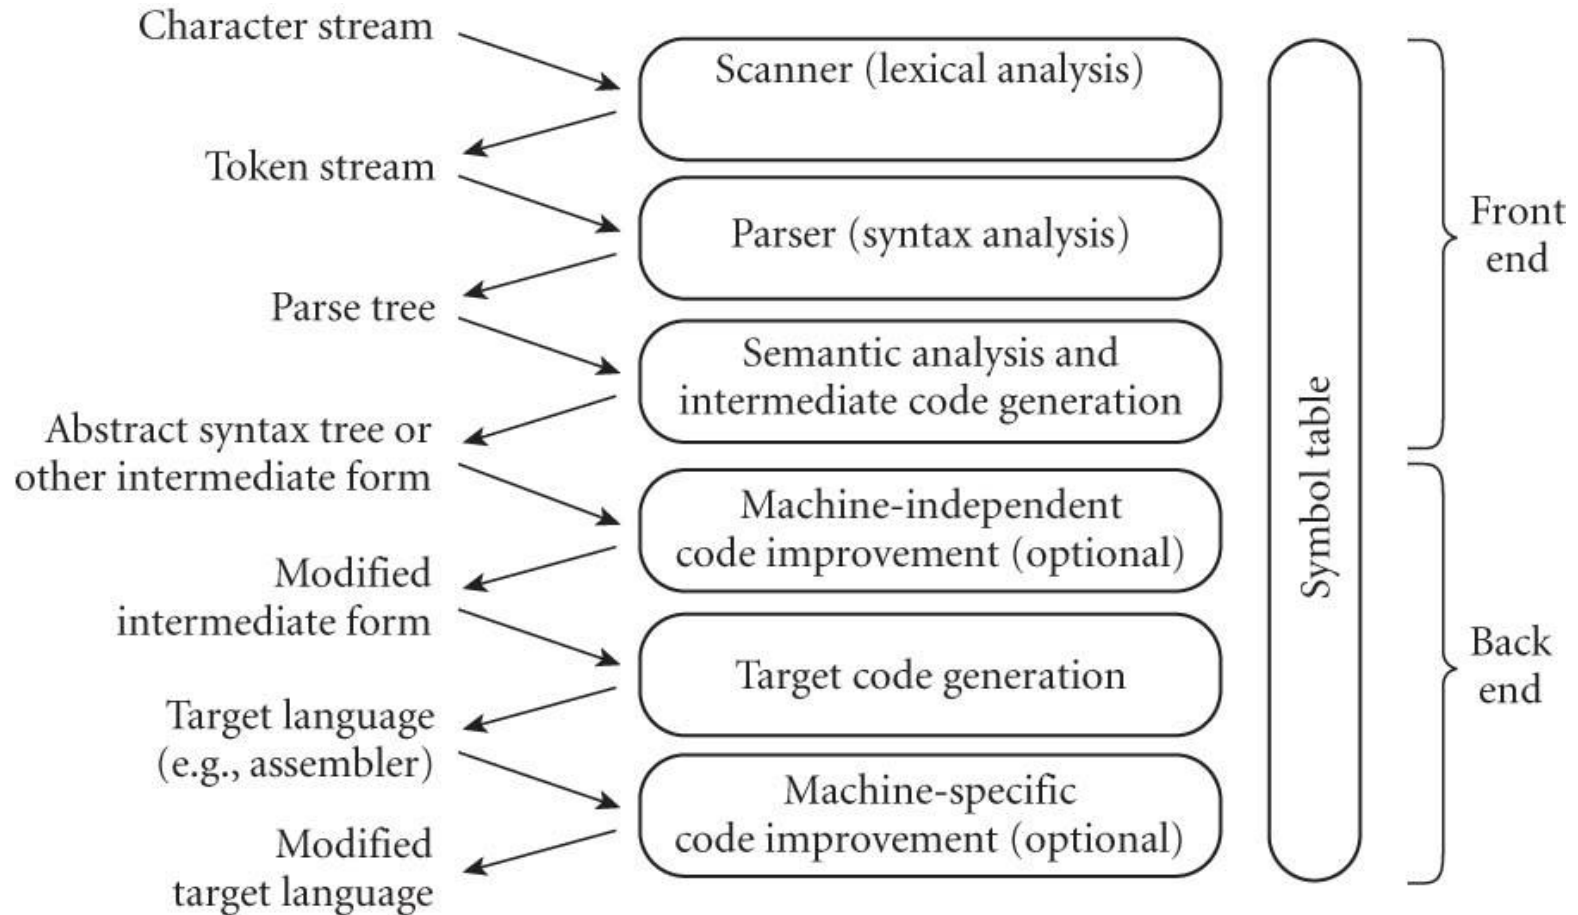 Character stream
Scanner (lexical analysis)
Token stream
Parser (syntax analysis)
Parse tree
Semantic analysis and
intermediate code generation
Abstract syntax tree or
other intermediate form
Machine-independent
code improvement (optional)
Modified
intermediate form
Target code generation
Target language
(e.g., assembler)
Machine-specific
code improvement (optional)
Modified
target language
Symbol table
Front
end
Back
end